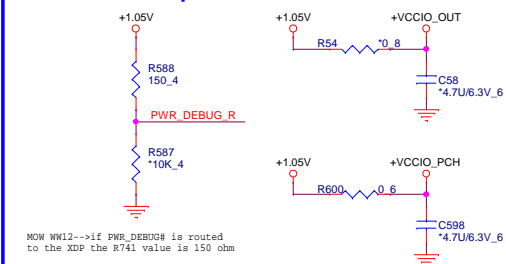 +1.05V
R588
150_4
PWR_DEBUG_R
R587
*10K_4
MOW WW12-->if PWR_DEBUG# is routed
to the XDP the R741 value is 150 ohm
+1.05V
+VCCIO_OUT
R54
*0_8
C58
*4.7U/6.3V_6
+1.05V
+VCCIO_PCH
R600
0_6
C598
*4.7U/6.3V_6